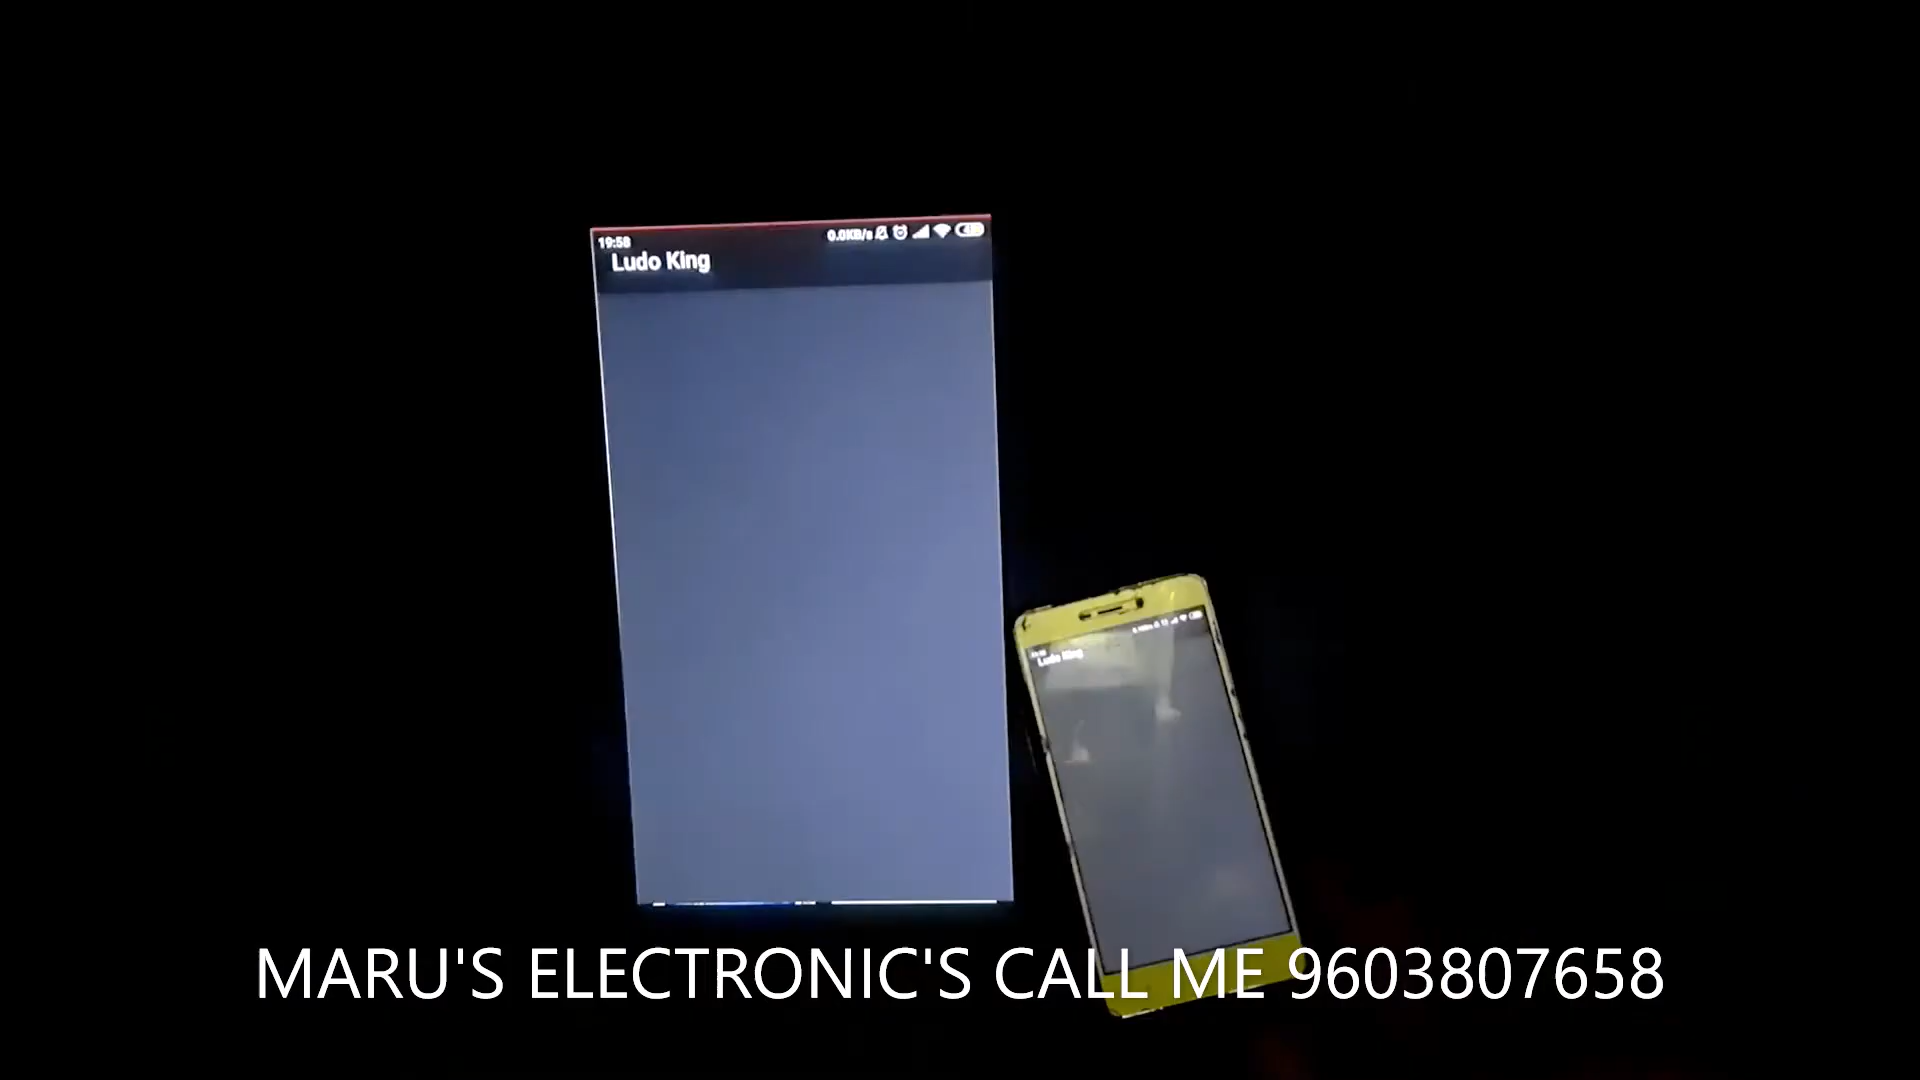 19:58
0.0KB/s
Ludo King
Ludo King
MARU'S ELECTRONIC'S CALL ME 9603807658